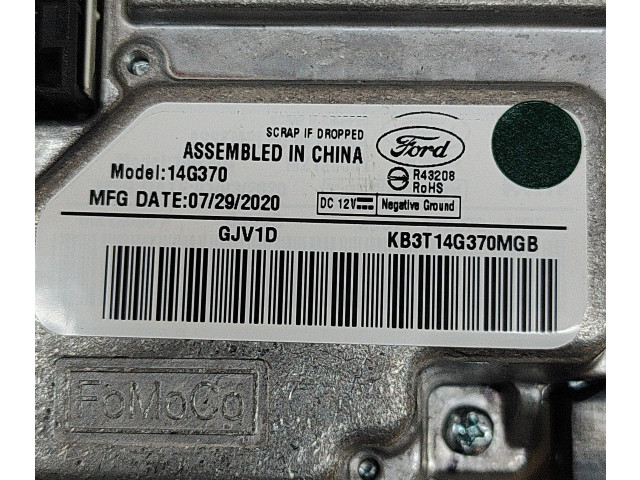 SCRAP IF DROPPED
ASSEMBLED IN CHINA
Ford
Model:14G370
R43208
RoHS
MFG DATE:07/29/2020
DC 12V Negative Ground
GJV1D KB3T14G370MGB
FoMoCo